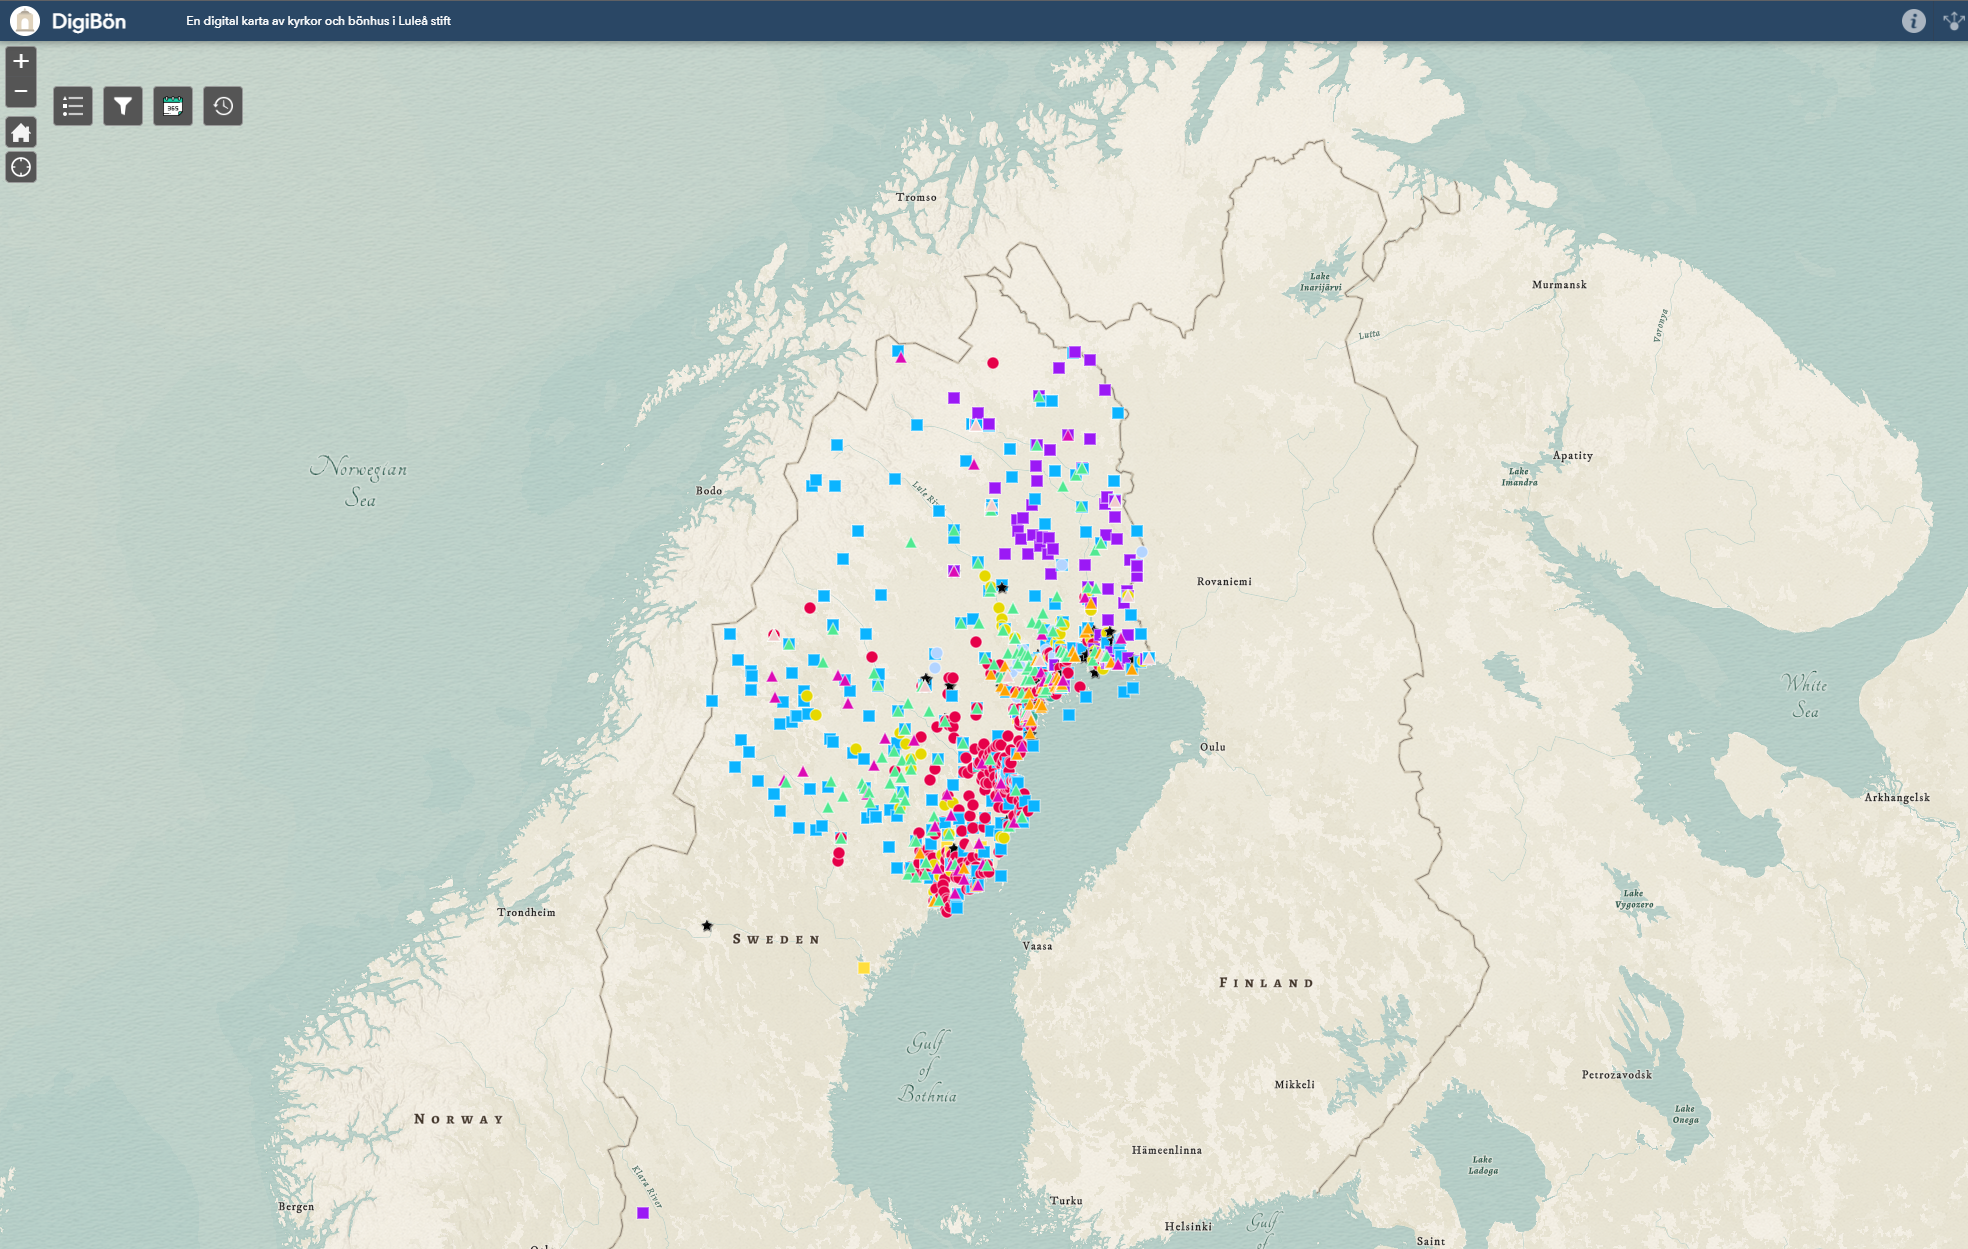 DigiBön
En digital karta av kyrkor och bönhus i Luleå stift
i
+
−
365
Tromso
Lake
Inarijärvi
Murmansk
Lutta
Voronya
Norwegian
Sea
Bodo
Lule
Apatity
Lake
Imandra
Rovaniemi
White
Sea
Oulu
Arkhangelsk
Lake
Vygozero
Trondheim
SWEDEN
Vaasa
FINLAND
Gulf
of
Bothnia
Mikkeli
Petrozavodsk
Lake
Onega
NORWAY
Hämeenlinna
Lake
Ladoga
Klara River
Bergen
Turku
Helsinki
Gulf
of
Saint